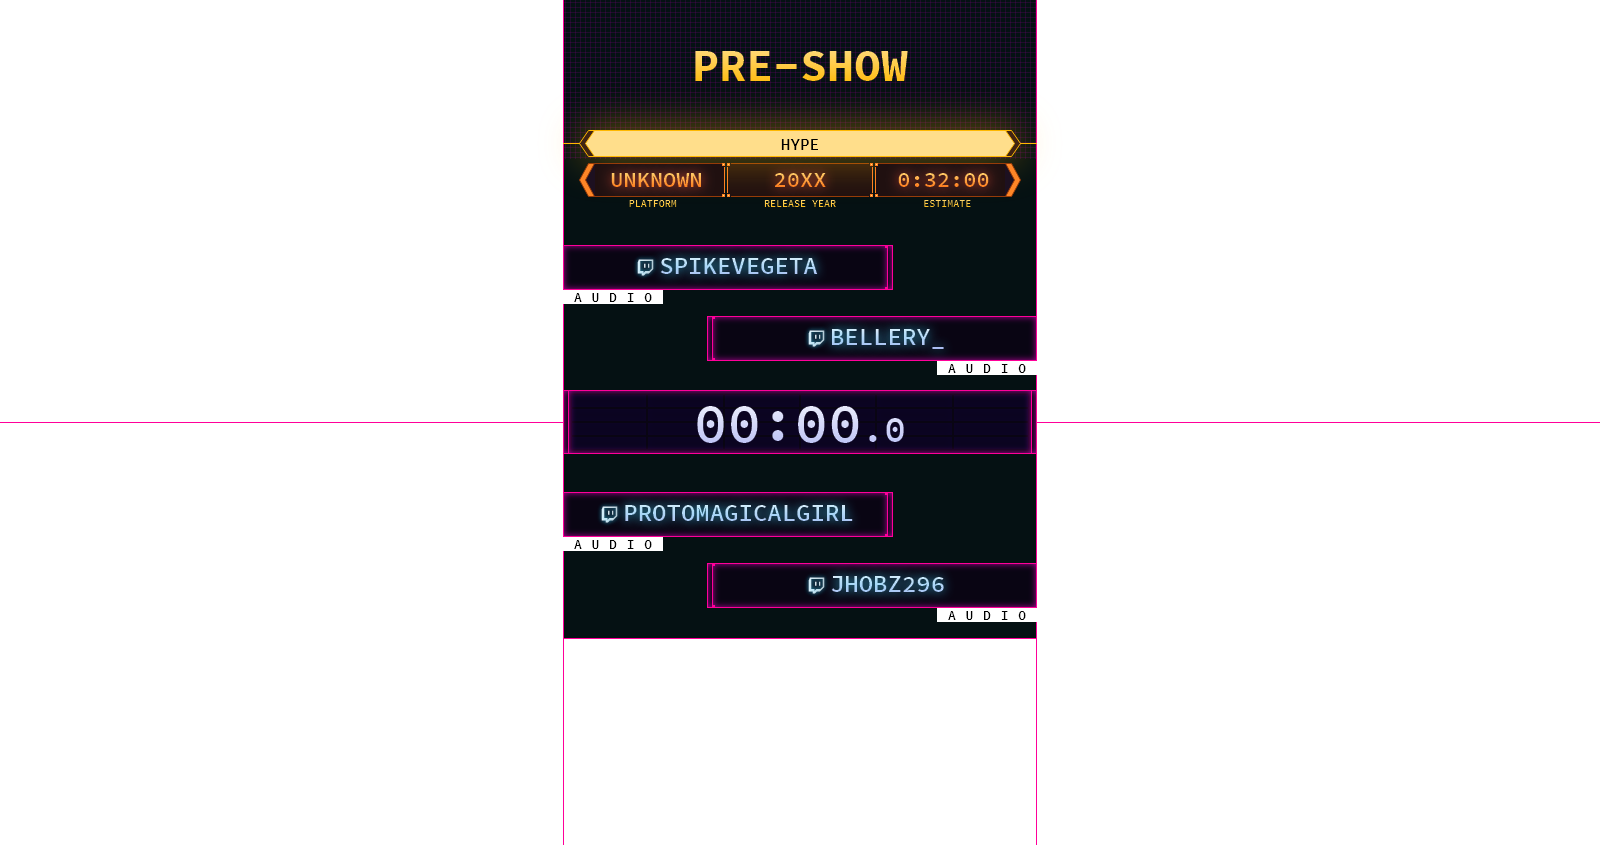 PRE-SHOW
HYPE
UNKNOWN 20XX 0:32:00
PLATFORM RELEASE YEAR ESTIMATE
SPIKEVEGETA
AUDIO
BELLERY_
AUDIO
00:00.0
PROTOMAGICALGIRL
AUDIO
JHOBZ296
AUDIO